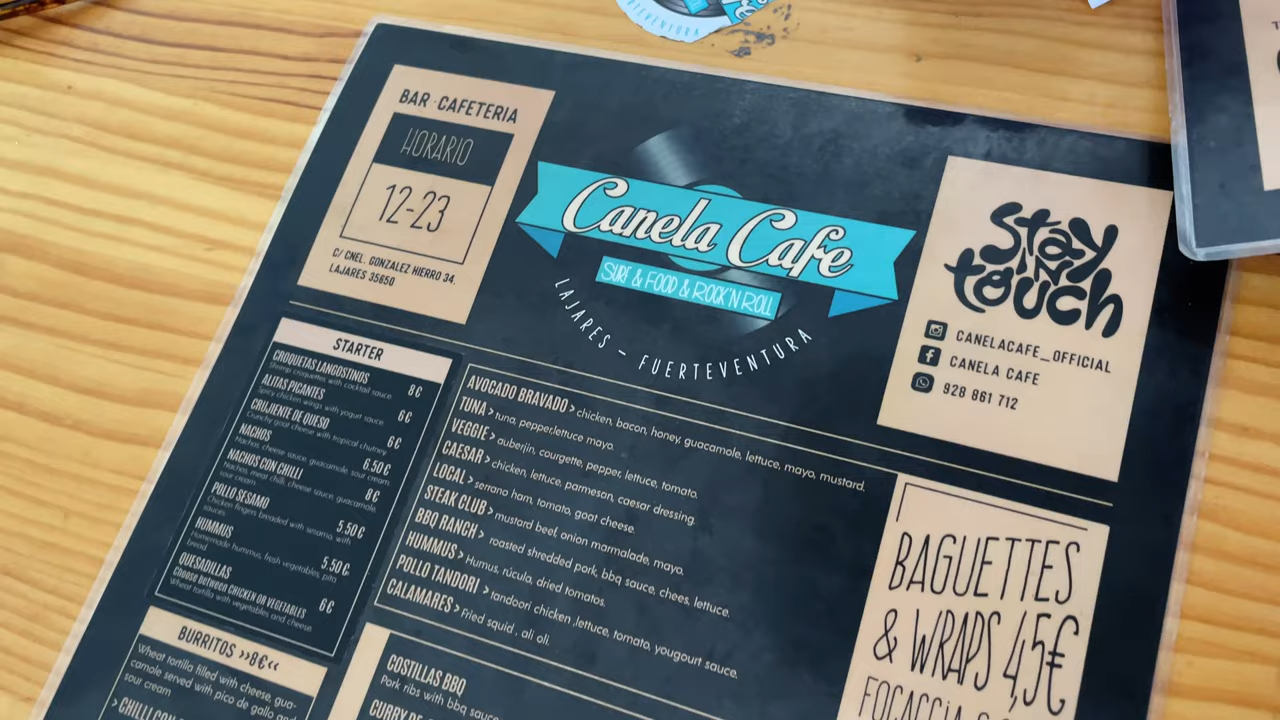 FUERTEVENTURA
BAR · CAFETERIA
HORARIO
12-23
C/ CNEL. GONZALEZ HIERRO 34.
LAJARES 35650
Canela Cafe
SURF & FOOD & ROCK'N ROLL
LAJARES - FUERTEVENTURA
Stay
IN
touch
CANELACAFE_OFFICIAL
CANELA CAFE
928 861 712
STARTER
CROQUETAS LANGOSTINOS 8€
Shrimp croquettes with cocktail sauce
ALITAS PICANTES 6€
Spicy chicken wings with yogurt sauce
CRUJIENTE DE QUESO 6€
Crunchy goat cheese with tropical chutney
NACHOS 6,50€
Nachos, cheese sauce, guacamole, sour cream
NACHOS CON CHILLI 8€
Nachos, meat chilli, cheese sauce, guacamole,
sour cream
POLLO SESAMO 5,50€
Chicken fingers breaded with sesamo, with
sauces
HUMMUS 5,50€
Homemade hummus, fresh vegetables, pita
bread
QUESADILLAS 6€
Choose between CHICKEN OR VEGETABLES
Wheat tortilla with vegetables and cheese
BURRITOS >>8€<<
Wheat tortilla filled with cheese, gua-
camole served with pico de gallo and
sour cream
> CHILLI CON
AVOCADO BRAVADO > chicken, bacon, honey, guacamole, lettuce, mayo, mustard.
TUNA > tuna, pepper,lettuce mayo.
VEGGIE > auberjin, courgette, pepper, lettuce, tomato.
CAESAR > chicken, lettuce, parmeson, caesar dressing.
LOCAL > serrano ham, tomato, goat cheese.
STEAK CLUB > mustard beef, onion marmalade, mayo.
BBQ RANCH > roasted shredded pork, bbq sauce, chees, lettuce.
HUMMUS > Humus, rúcula, dried tomatos.
POLLO TANDORI > tandoori chicken ,lettuce, tomato, yougourt sauce.
CALAMARES > Fried squid , ali oli.
BAGUETTES
& WRAPS 4,5€
FOCACCIA
COSTILLAS BBQ
Pork ribs with bbq sauce
CURRY DE